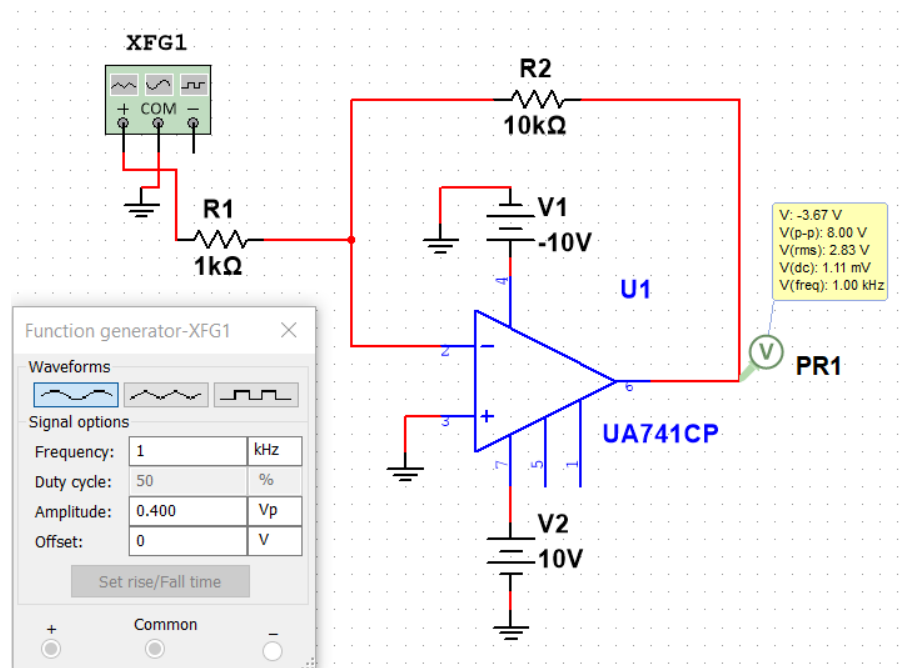 XFG1
+ COM −
R2
10kΩ
R1
1kΩ
V1
-10V
4
U1
V: -3.67 V
V(p-p): 8.00 V
V(rms): 2.83 V
V(dc): 1.11 mV
V(freq): 1.00 kHz
V
PR1
2
−
6
3
+
UA741CP
7
5
1
V2
10V
Function generator-XFG1
Waveforms
Signal options
Frequency: 1 kHz
Duty cycle: 50 %
Amplitude: 0.400 Vp
Offset: 0 V
Set rise/Fall time
+ Common −